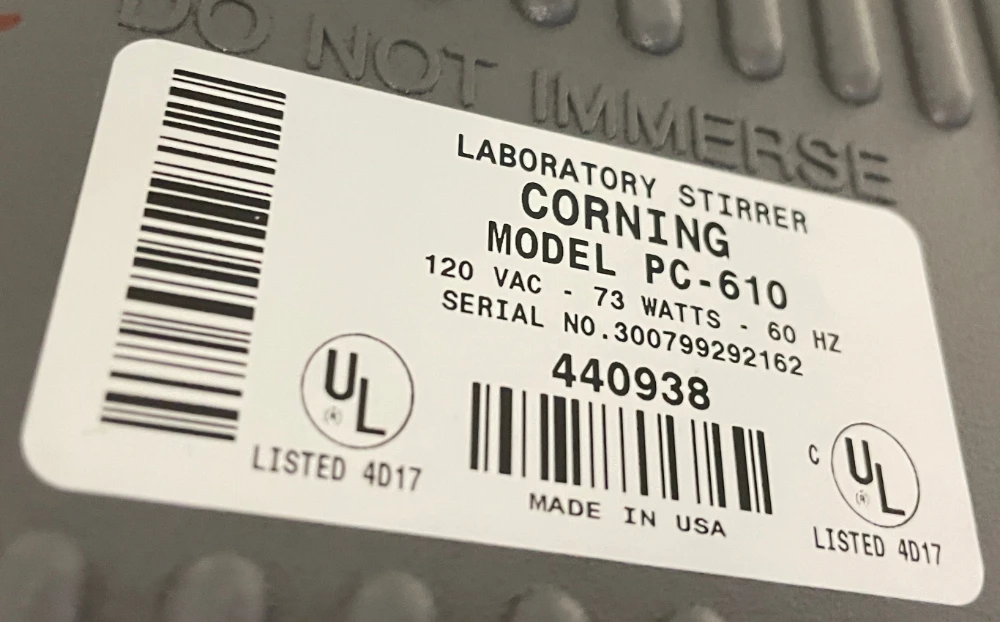 DO NOT IMMERSE
LABORATORY STIRRER
CORNING
MODEL PC-610
120 VAC - 73 WATTS - 60 HZ
SERIAL NO.300799292162
440938
UL
(R)
LISTED 4D17
MADE IN USA
C UL
(R)
LISTED 4D17